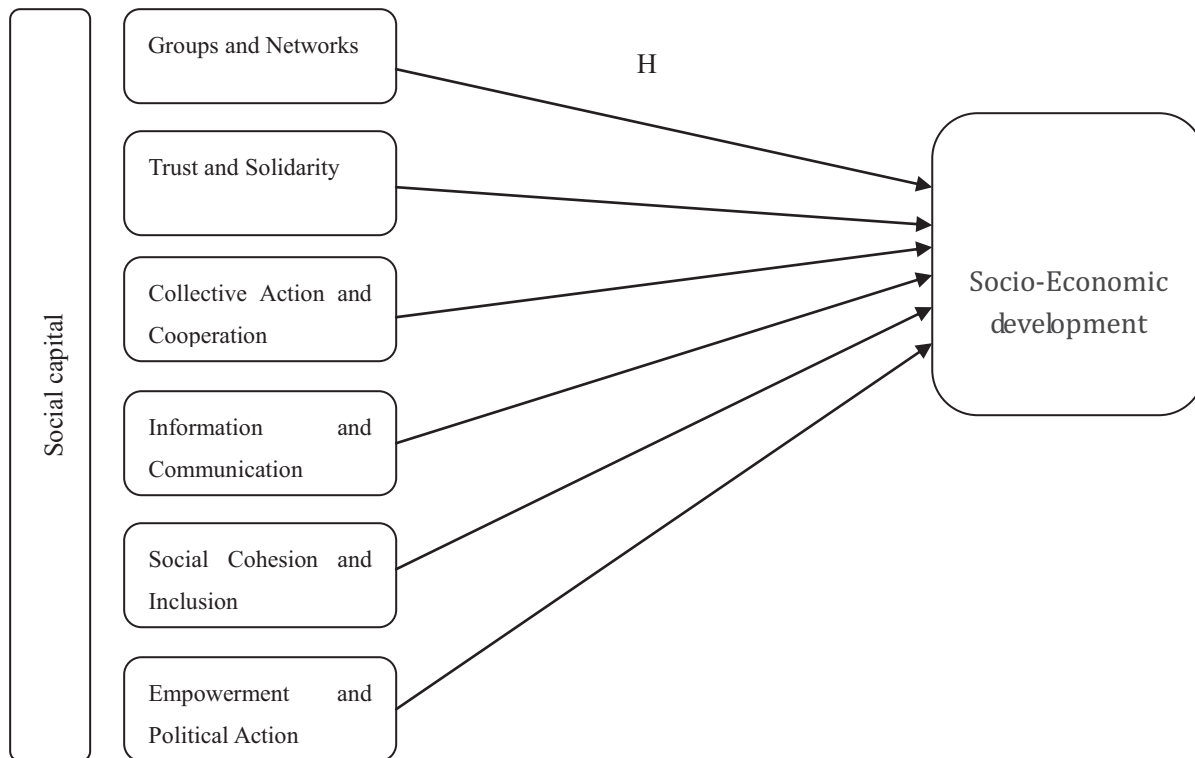 Social capital
Groups and Networks
H
Trust and Solidarity
Collective Action and
Cooperation
Information and
Communication
Social Cohesion and
Inclusion
Empowerment and
Political Action
Socio-Economic
development